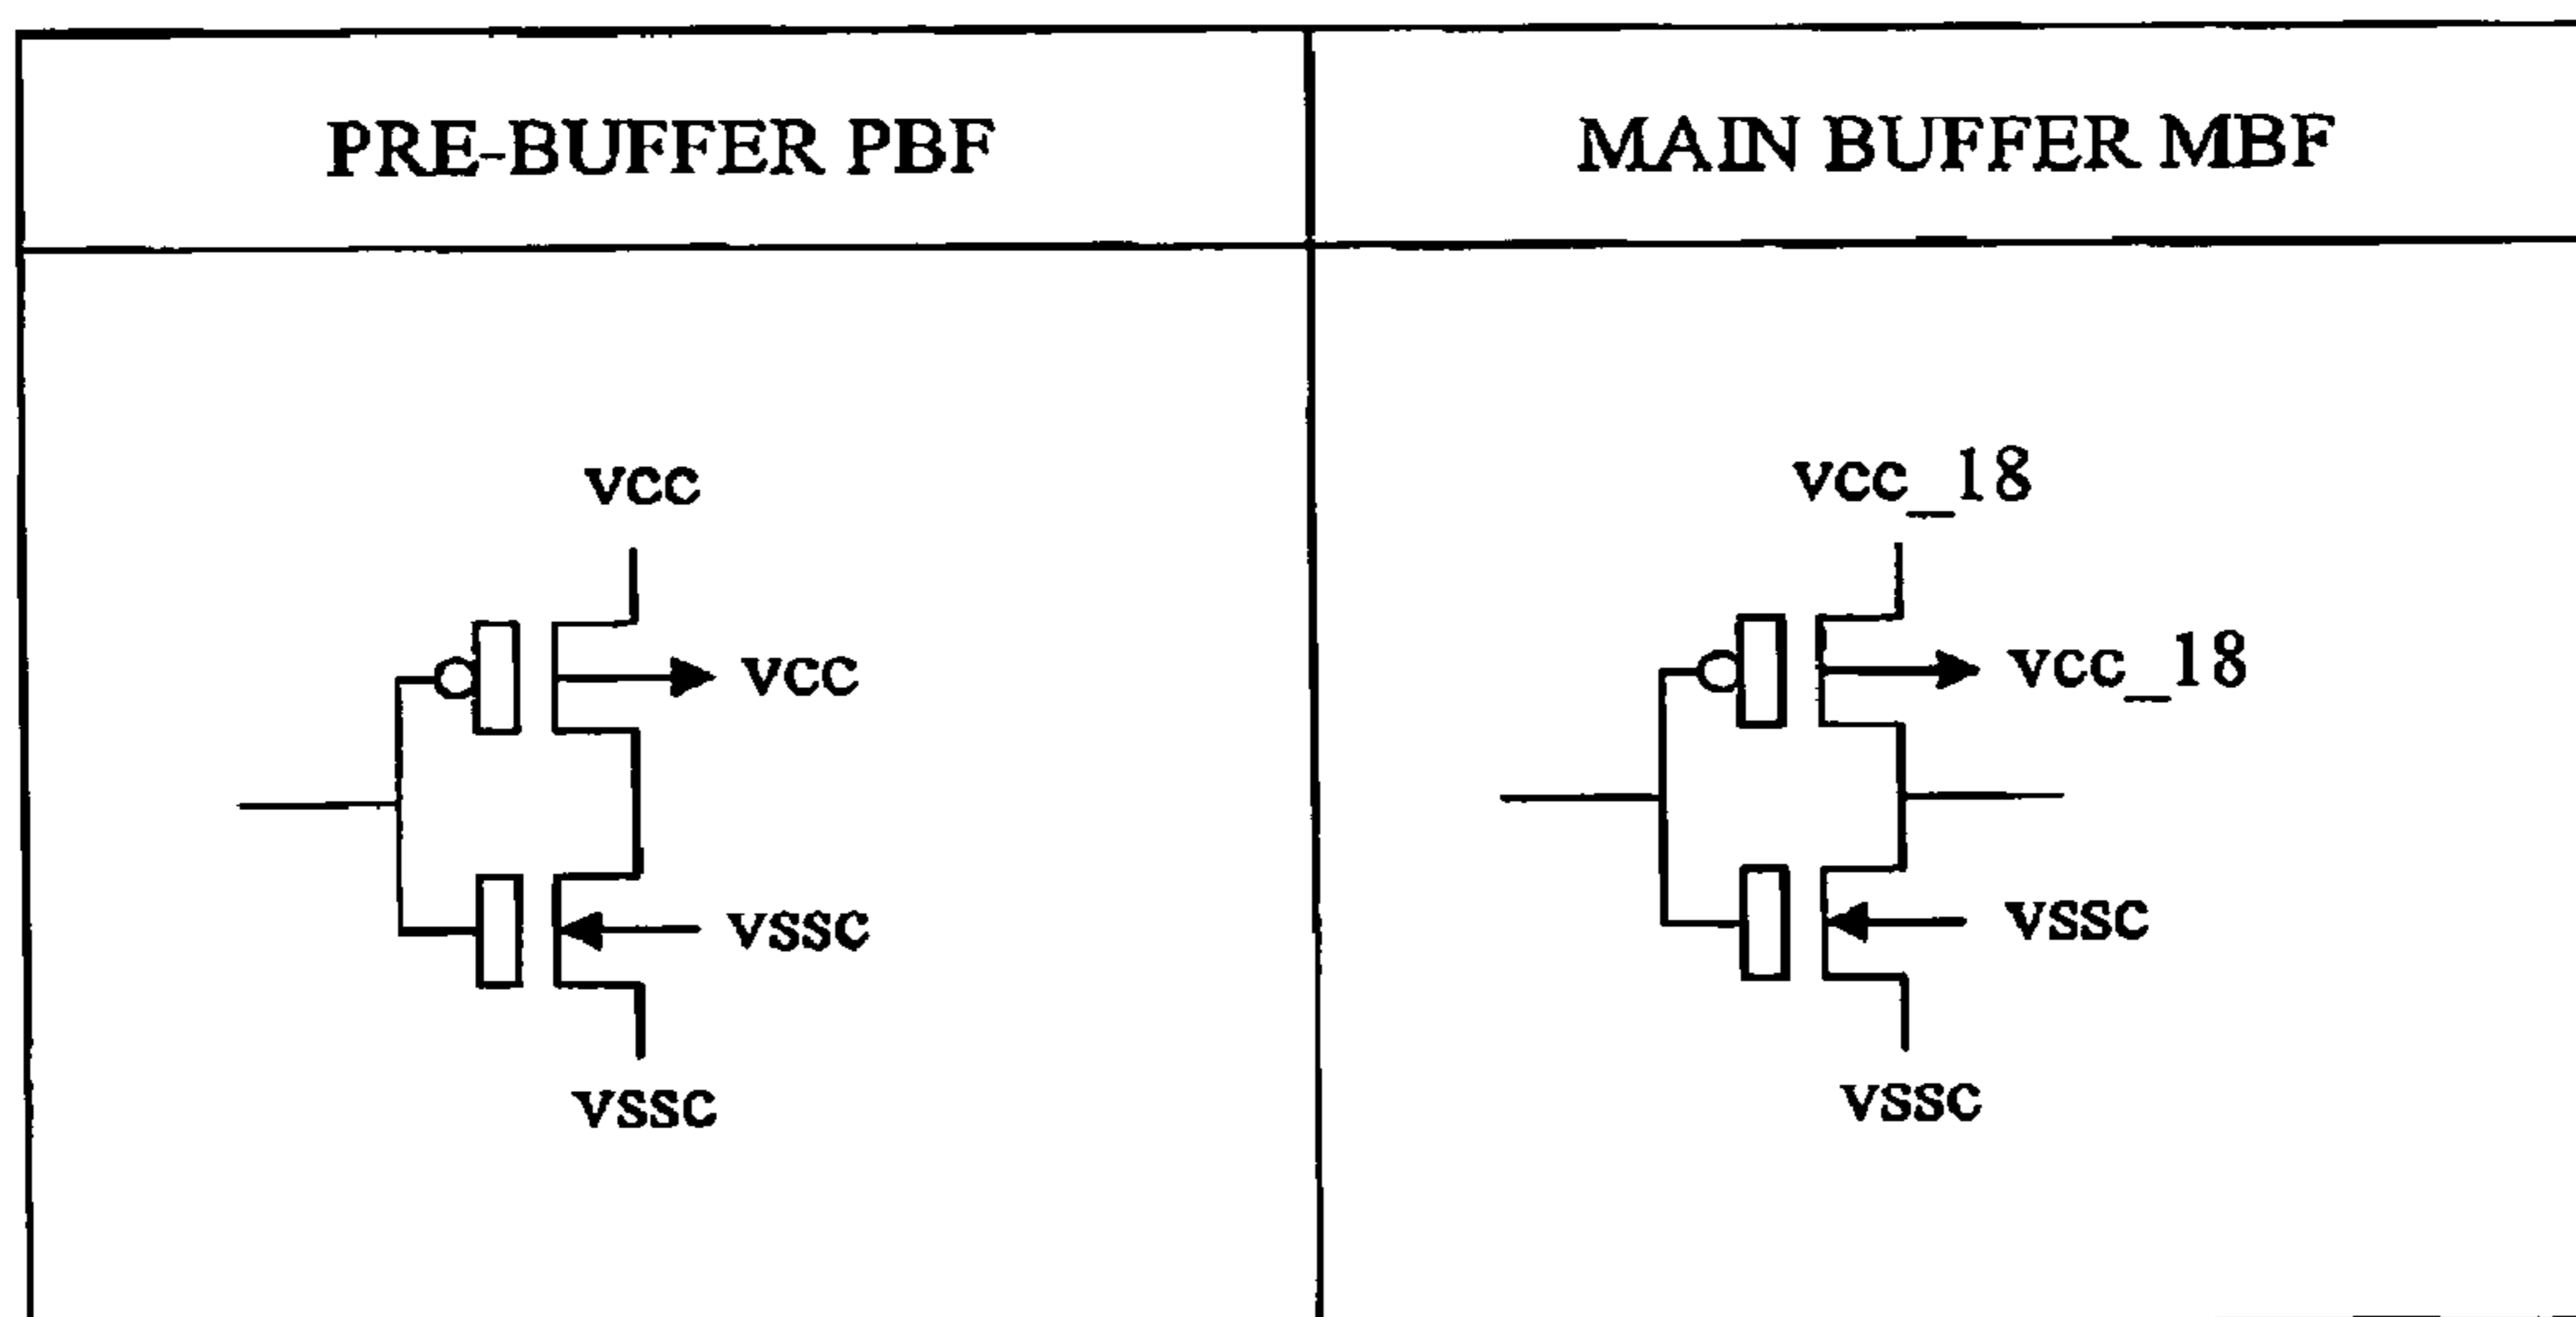 PRE-BUFFER PBF
MAIN BUFFER MBF
vcc
vcc
vssc
vssc
vcc_18
vcc_18
vssc
vssc